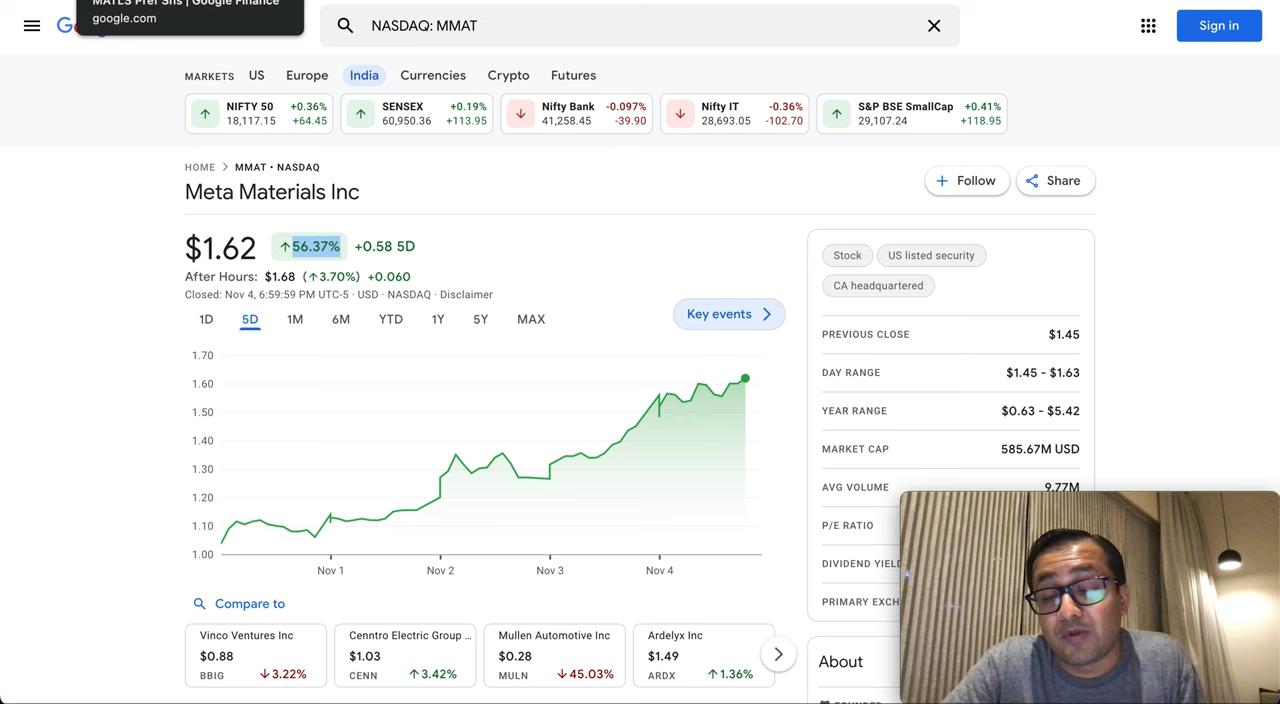 MATLS Pref Shs | Google Finance
google.com
NASDAQ: MMAT
Sign in
MARKETS US Europe India Currencies Crypto Futures
NIFTY 50 +0.36%
18,117.15 +64.45
SENSEX +0.19%
60,950.36 +113.95
Nifty Bank -0.097%
41,258.45 -39.90
Nifty IT -0.36%
28,693.05 -102.70
S&P BSE SmallCap +0.41%
29,107.24 +118.95
HOME > MMAT • NASDAQ
Meta Materials Inc
+ Follow
Share
$1.62 ↑56.37% +0.58 5D
After Hours: $1.68 (↑3.70%) +0.060
Closed: Nov 4, 6:59:59 PM UTC-5 · USD · NASDAQ · Disclaimer
1D 5D 1M 6M YTD 1Y 5Y MAX
Key events
1.70
1.60
1.50
1.40
1.30
1.20
1.10
1.00
Nov 1 Nov 2 Nov 3 Nov 4
Compare to
Vinco Ventures Inc
$0.88
BBIG ↓3.22%
Cenntro Electric Group ...
$1.03
CENN ↑3.42%
Mullen Automotive Inc
$0.28
MULN ↓45.03%
Ardelyx Inc
$1.49
ARDX ↑1.36%
Stock
US listed security
CA headquartered
PREVIOUS CLOSE $1.45
DAY RANGE $1.45 - $1.63
YEAR RANGE $0.63 - $5.42
MARKET CAP 585.67M USD
AVG VOLUME 9.77M
P/E RATIO
DIVIDEND YIELD
PRIMARY EXCH
About